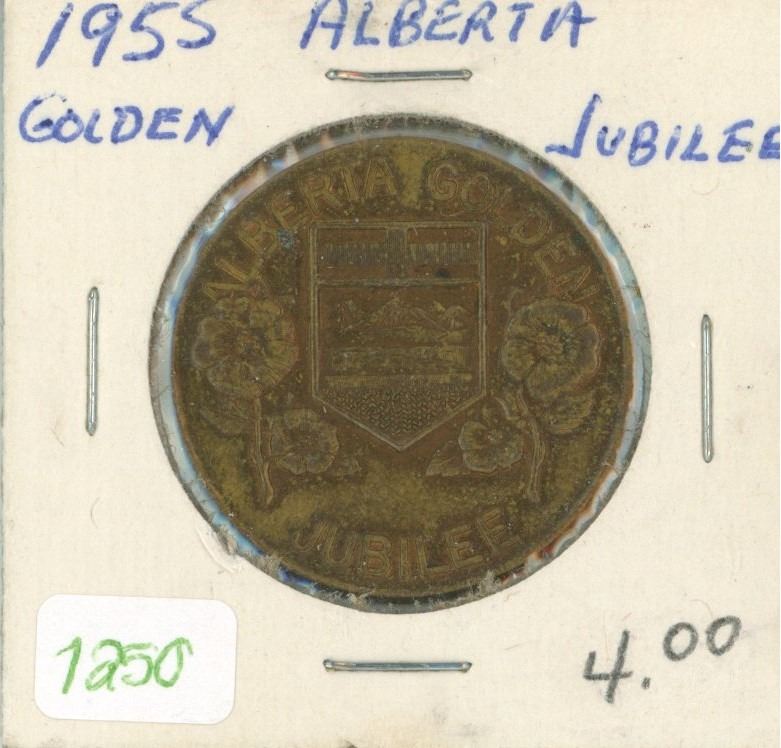 1955 ALBERTA
GOLDEN JUBILEE
ALBERTA GOLDEN
JUBILEE
1250
4.00